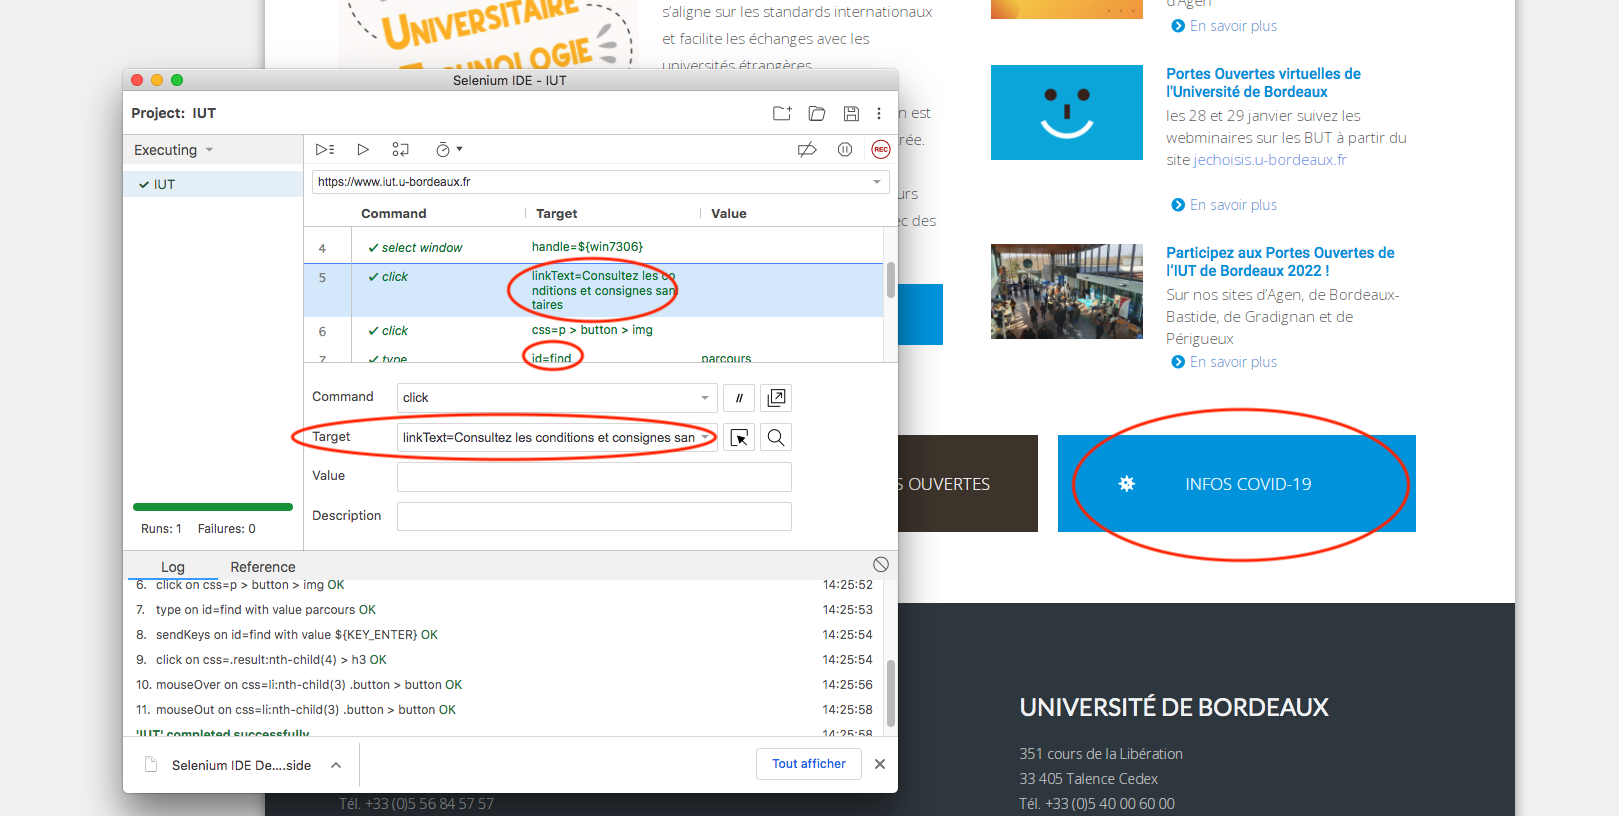 UNIVERSITAIRE
TECHNOLOGIE
s'aligne sur les standards internationaux
et facilite les échanges avec les
universités étrangères
d'Agen
En savoir plus
Portes Ouvertes virtuelles de
l'Université de Bordeaux
les 28 et 29 janvier suivez les
webminaires sur les BUT à partir du
site jechoisis.u-bordeaux.fr
En savoir plus
Participez aux Portes Ouvertes de
l'IUT de Bordeaux 2022 !
Sur nos sites d'Agen, de Bordeaux-
Bastide, de Gradignan et de
Périgueux
En savoir plus
n est
rée.
urs
ec des
S OUVERTES
INFOS COVID-19
UNIVERSITÉ DE BORDEAUX
351 cours de la Libération
33 405 Talence Cedex
Tél. +33 (0)5 40 00 60 00
Tél. +33 (0)5 56 84 57 57
Selenium IDE - IUT
Project: IUT
Executing
IUT
REC
https://www.iut.u-bordeaux.fr
Command Target Value
4 select window handle=${win7306}
5 click linkText=Consultez les co
nditions et consignes sani
taires
6 click css=p > button > img
7 type id=find parcours
Command click //
Target linkText=Consultez les conditions et consignes san
Value
Description
Runs: 1 Failures: 0
Log Reference
6. click on css=p > button > img OK 14:25:52
7. type on id=find with value parcours OK 14:25:53
8. sendKeys on id=find with value ${KEY_ENTER} OK 14:25:54
9. click on css=.result:nth-child(4) > h3 OK 14:25:54
10. mouseOver on css=li:nth-child(3) .button > button OK 14:25:56
11. mouseOut on css=li:nth-child(3) .button > button OK 14:25:58
'IUT' completed successfully 14:25:58
Selenium IDE De....side
Tout afficher